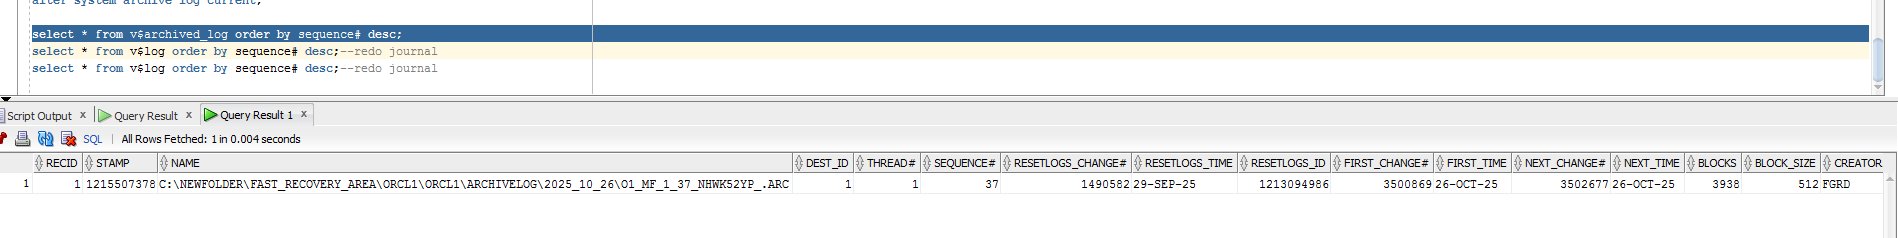 alter system archive log current;
select * from v$archived_log order by sequence# desc;
select * from v$log order by sequence# desc;--redo journal
select * from v$log order by sequence# desc;--redo journal
Script Output x Query Result x Query Result 1 x
SQL | All Rows Fetched: 1 in 0.004 seconds
RECID STAMP NAME DEST_ID THREAD# SEQUENCE# RESETLOGS_CHANGE# RESETLOGS_TIME RESETLOGS_ID FIRST_CHANGE# FIRST_TIME NEXT_CHANGE# NEXT_TIME BLOCKS BLOCK_SIZE CREATOR
1 1 1215507378 C:\NEWFOLDER\FAST_RECOVERY_AREA\ORCL1\ORCL1\ARCHIVELOG\2025_10_26\O1_MF_1_37_NHWK52YP_.ARC 1 1 37 1490582 29-SEP-25 1213094986 3500869 26-OCT-25 3502677 26-OCT-25 3938 512 FGRD